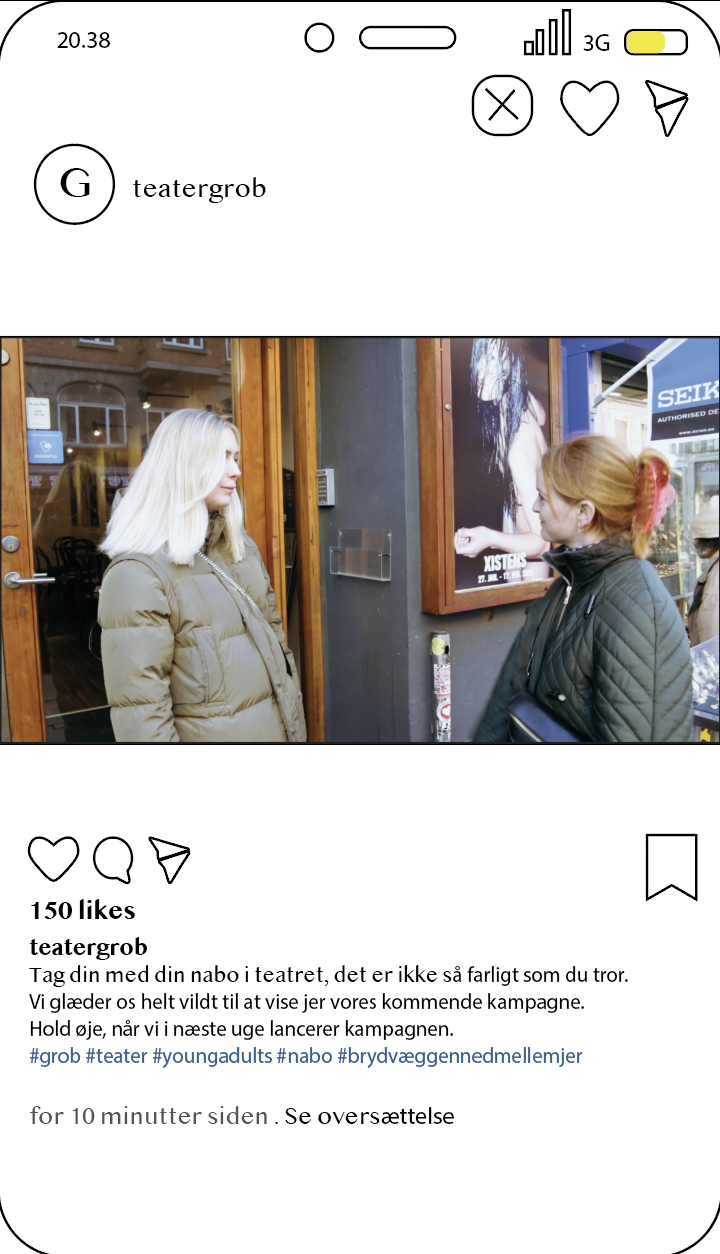 20.38
3G
G
teatergrob
SEIK
AUTHORISED DE
XISTENS
27. JAN. - 17. FEB.
150 likes
teatergrob
Tag din med din nabo i teatret, det er ikke så farligt som du tror.
Vi glæder os helt vildt til at vise jer vores kommende kampagne.
Hold øje, når vi i næste uge lancerer kampagnen.
#grob #teater #youngadults #nabo #brydvæggennedmellemjer
for 10 minutter siden . Se oversættelse